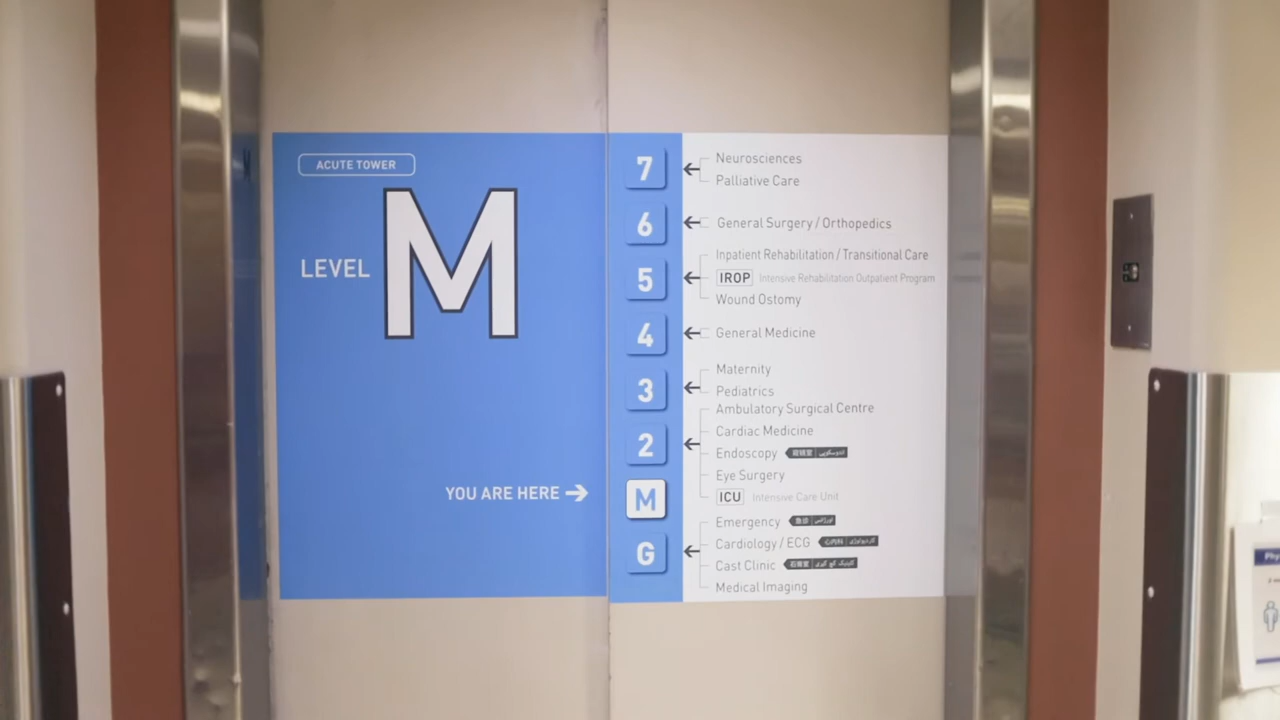 ACUTE TOWER
LEVEL M
YOU ARE HERE →
7
Neurosciences
Palliative Care
6
General Surgery / Orthopedics
5
Inpatient Rehabilitation / Transitional Care
IROP Intensive Rehabilitation Outpatient Program
Wound Ostomy
4
General Medicine
3
Maternity
Pediatrics
2
Ambulatory Surgical Centre
Cardiac Medicine
Endoscopy
Eye Surgery
ICU Intensive Care Unit
M
G
Emergency
Cardiology / ECG
Cast Clinic
Medical Imaging